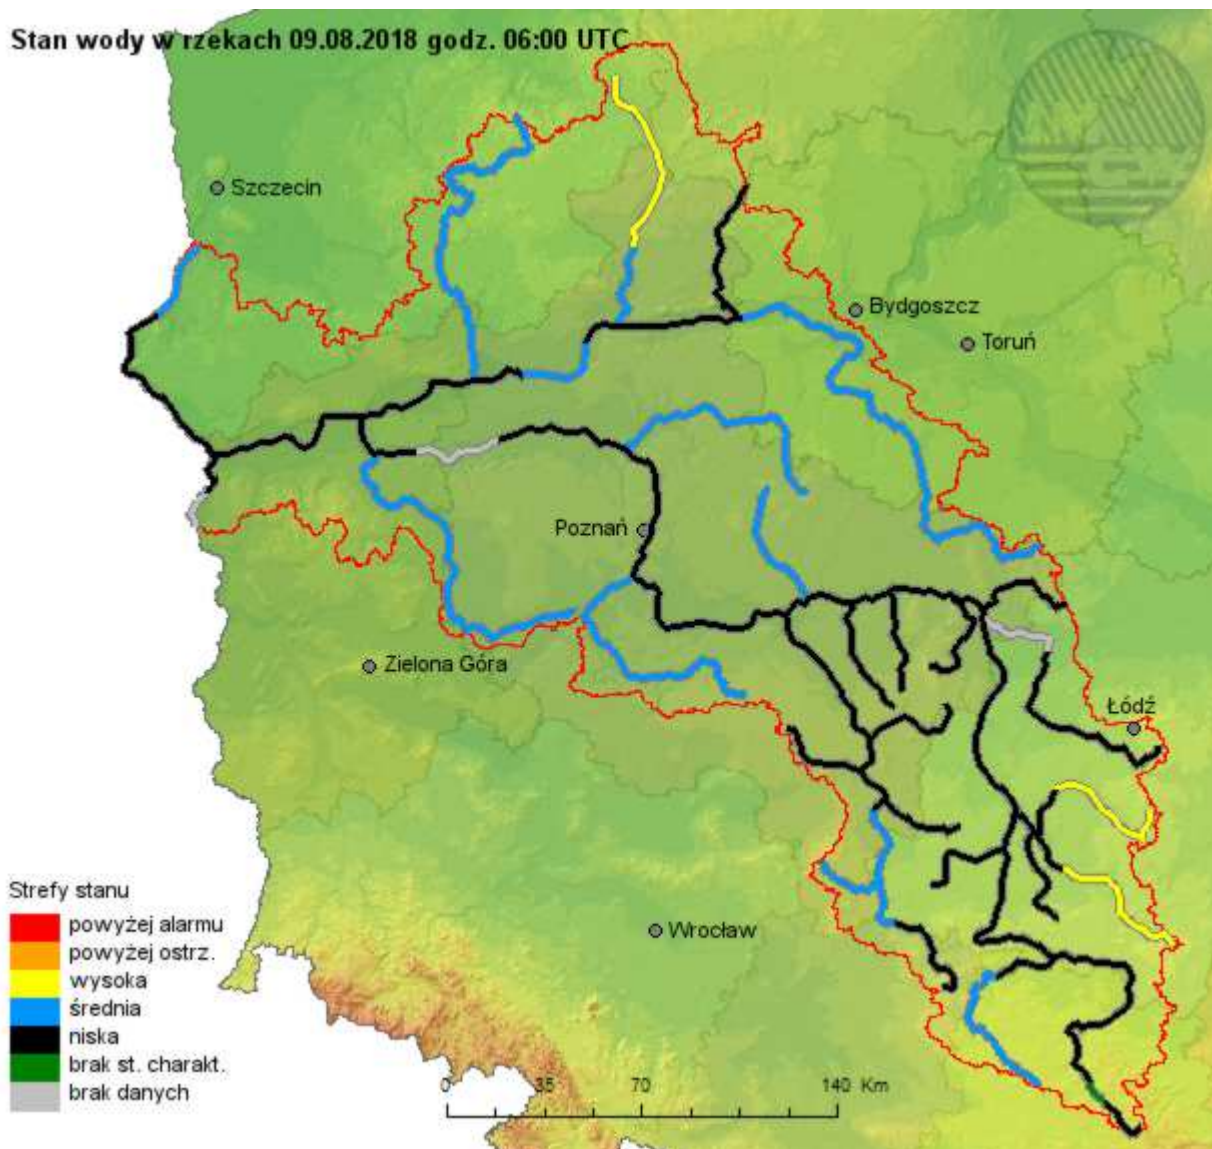 Stan wody w rzekach 09.08.2018 godz. 06:00 UTC
Szczecin
Bydgoszcz
Toruń
Poznań
Zielona Góra
Łódź
Wrocław
Strefy stanu
powyżej alarmu
powyżej ostrz.
wysoka
średnia
niska
brak st. charakt.
brak danych
0 35 70 140 Km